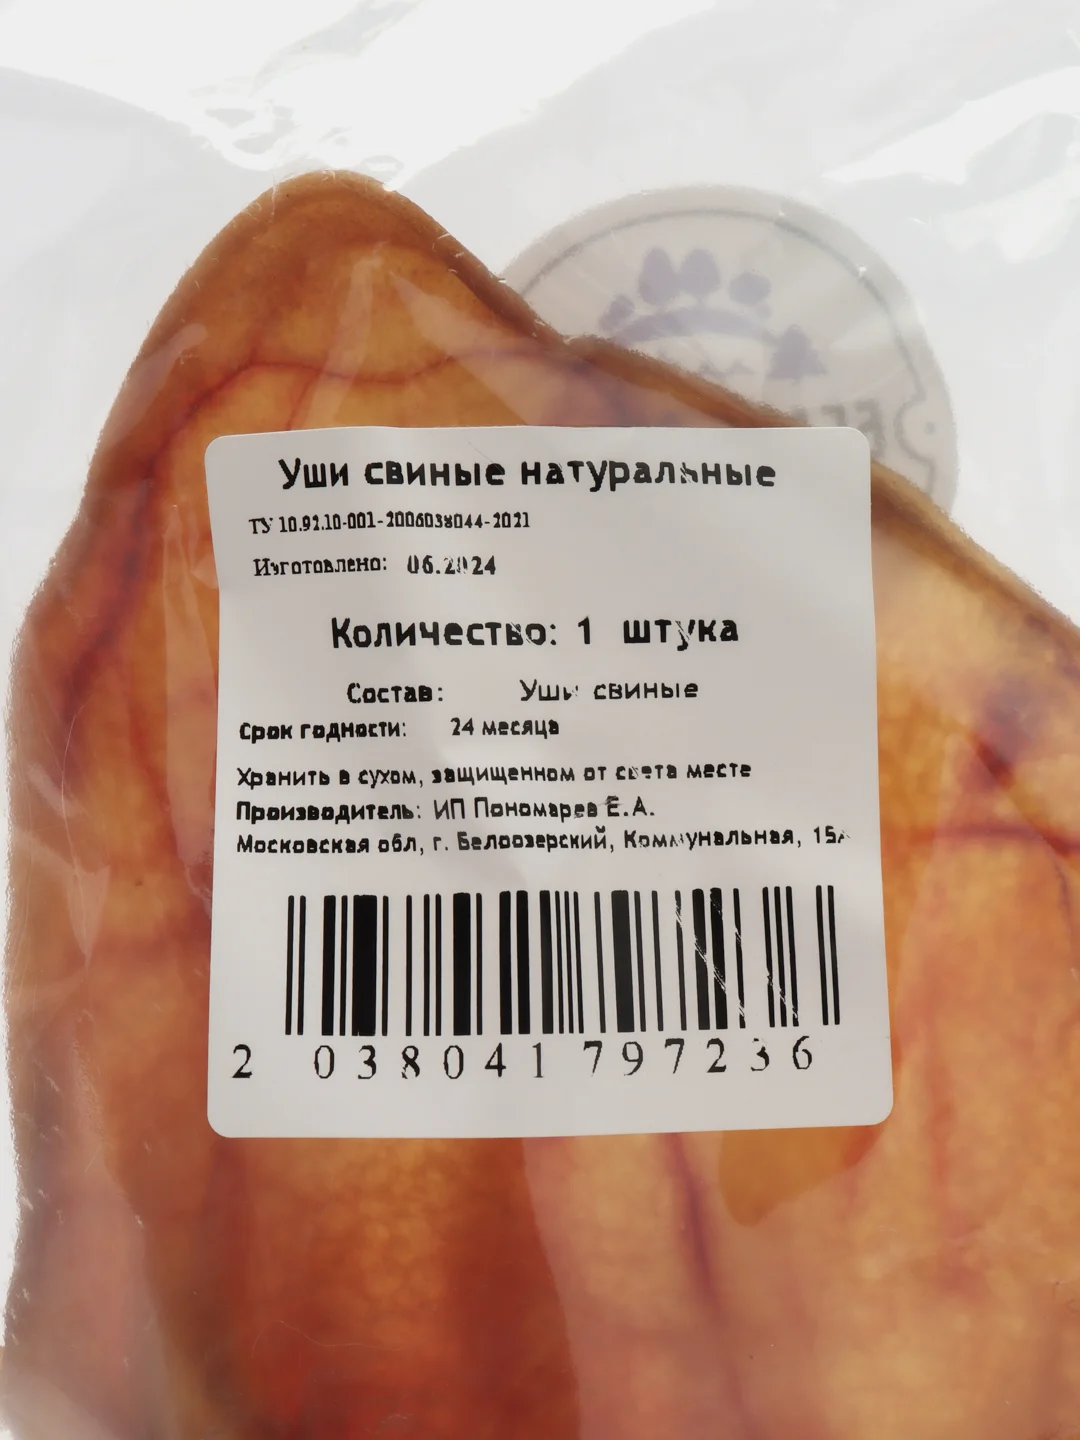 Уши свиные натуральные
ТУ 10.92.10-001-2006038044-2021
Изготовлено: 06.2024
Количество: 1 штука
Состав: Уши свиные
Срок годности: 24 месяца
Хранить в сухом, защищенном от света месте
Производитель: ИП Пономарев Е.А.
Московская обл, г. Белоозерский, Коммунальная, 15А
2 038041 797236